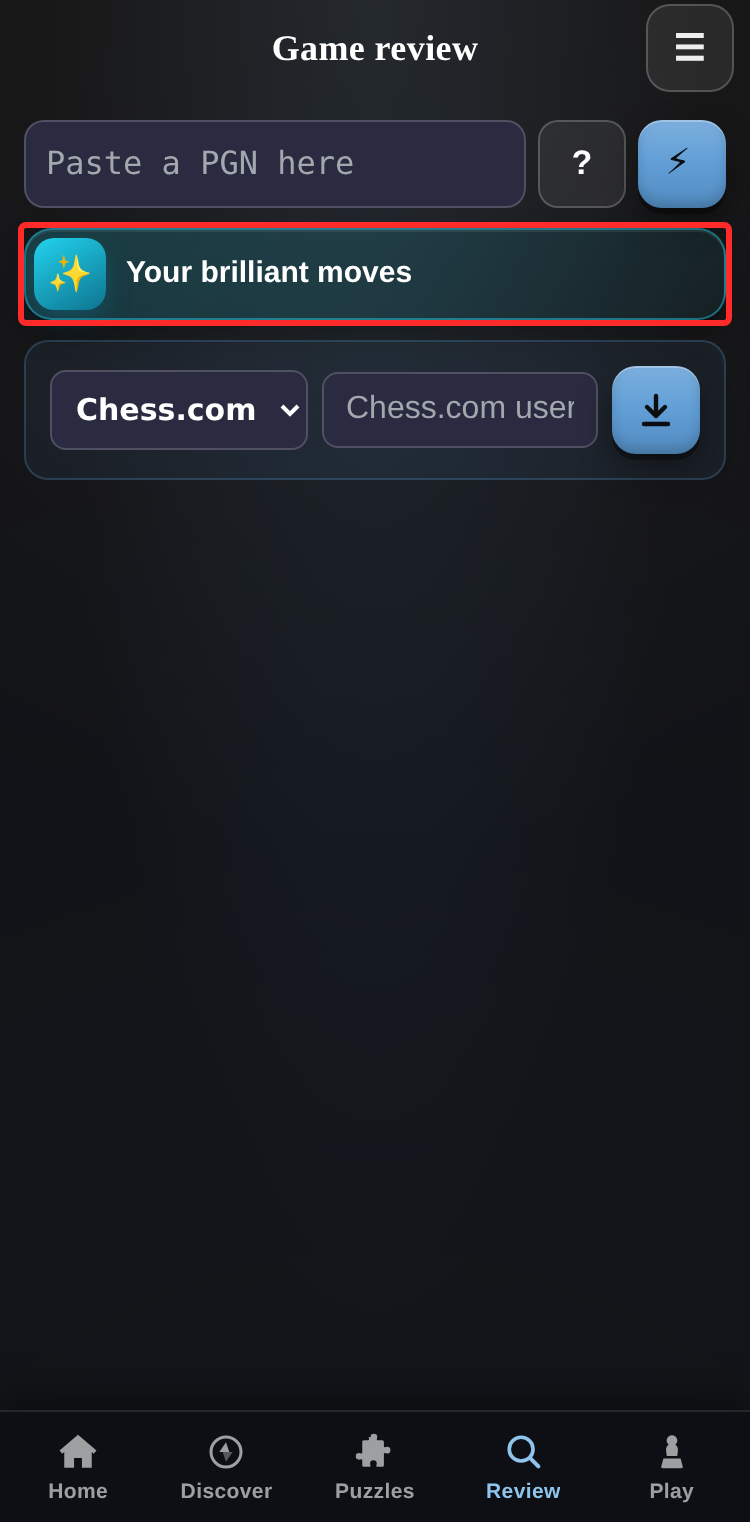 Game review
Paste a PGN here
?
Your brilliant moves
Chess.com
Chess.com user
Home
Discover
Puzzles
Review
Play